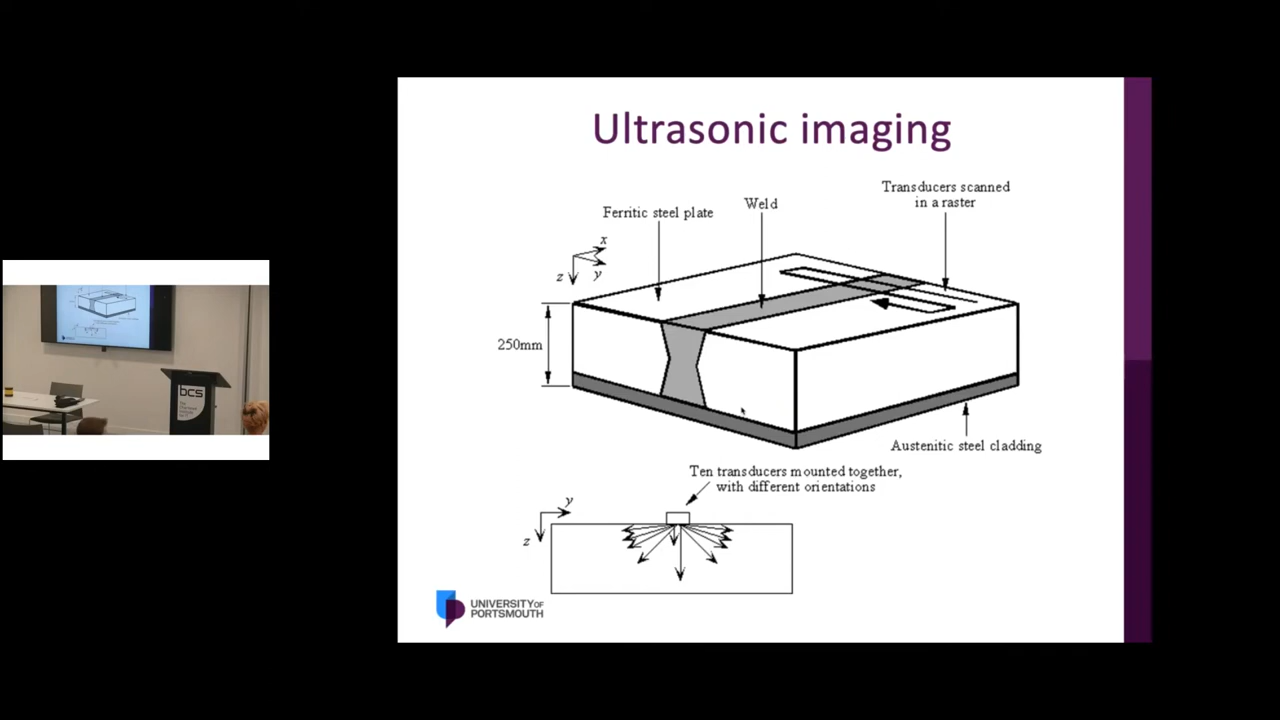 Ultrasonic imaging
Transducers scanned
in a raster
Ferritic steel plate
Weld
x
y
z
250mm
Austenitic steel cladding
Ten transducers mounted together,
with different orientations
y
z
UNIVERSITY OF
PORTSMOUTH
bcs